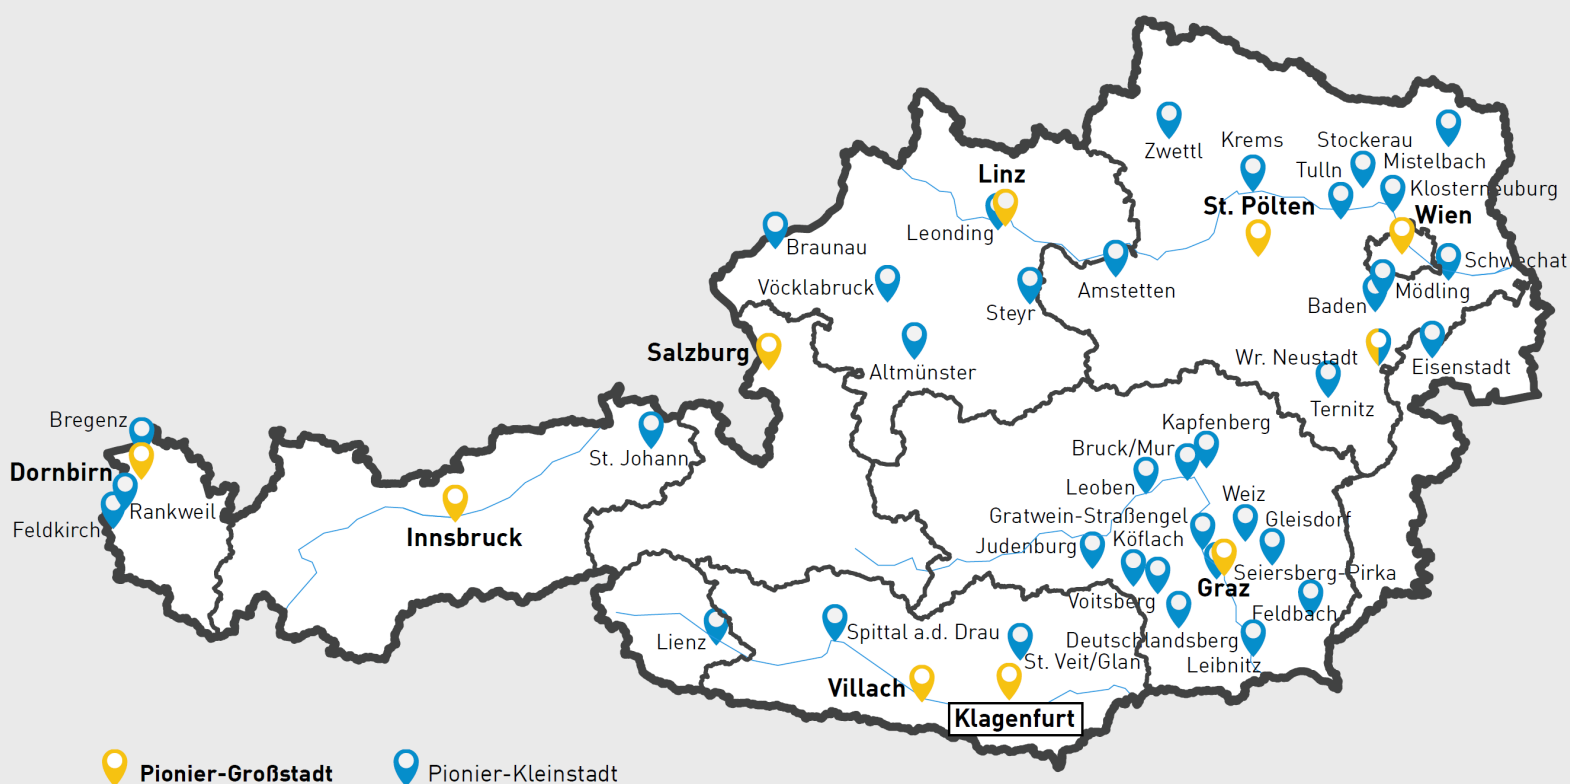 Zwettl
Krems
Stockerau
Mistelbach
Tulln
Klosterneuburg
Linz
St. Pölten
Wien
Leonding
Braunau
Schwechat
Vöcklabruck
Amstetten
Mödling
Baden
Steyr
Salzburg
Altmünster
Wr. Neustadt
Eisenstadt
Ternitz
Bregenz
Kapfenberg
Bruck/Mur
St. Johann
Dornbirn
Leoben
Weiz
Rankweil
Gratwein-Straßengel
Gleisdorf
Feldkirch
Innsbruck
Judenburg
Köflach
Seiersberg-Pirka
Graz
Voitsberg
Feldbach
Spittal a.d. Drau
Lienz
Deutschlandsberg
St. Veit/Glan
Leibnitz
Villach
Klagenfurt
Pionier-Großstadt
Pionier-Kleinstadt